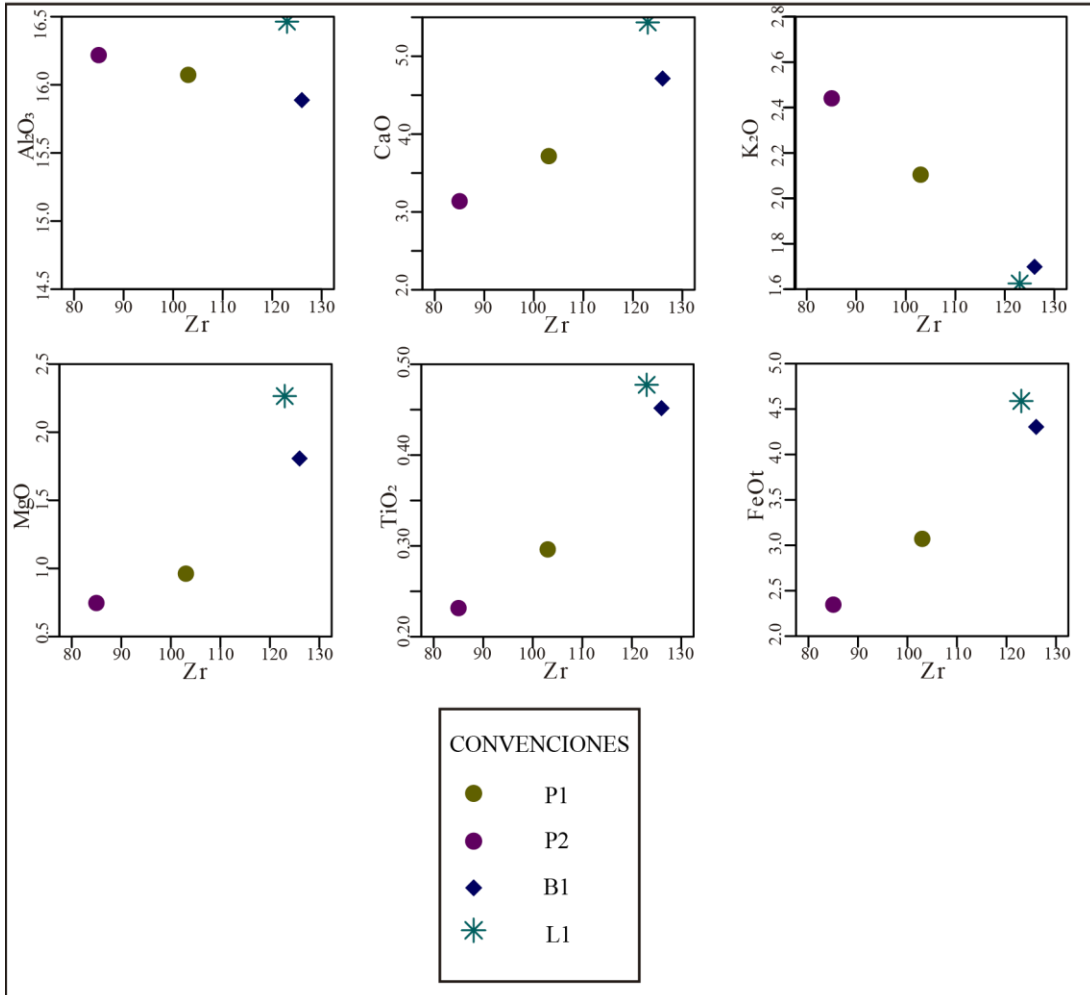 Al₂O₃
16.5
16.0
15.5
15.0
14.5
80 90 100 110 120 130
Zr
CaO
5.0
4.0
3.0
2.0
80 90 100 110 120 130
Zr
K₂O
2.8
2.6
2.4
2.2
2.0
1.8
1.6
80 90 100 110 120 130
Zr
MgO
2.5
2.0
1.5
1.0
0.5
80 90 100 110 120 130
Zr
TiO₂
0.50
0.40
0.30
0.20
80 90 100 110 120 130
Zr
FeOt
5.0
4.5
4.0
3.5
3.0
2.5
2.0
80 90 100 110 120 130
Zr
CONVENCIONES
P1
P2
B1
L1